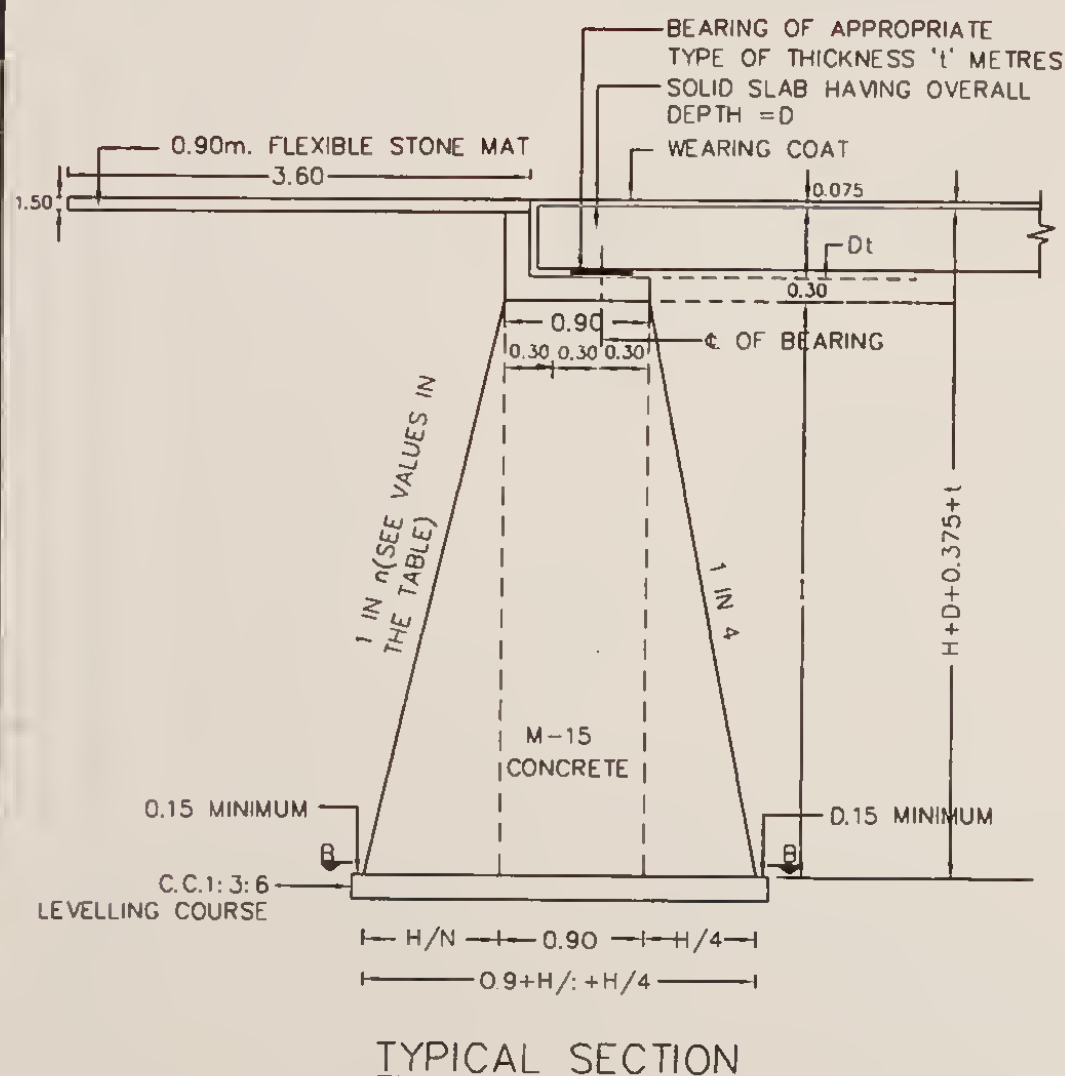 BEARING OF APPROPRIATE
TYPE OF THICKNESS 't' METRES
SOLID SLAB HAVING OVERALL
DEPTH =D
0.90m. FLEXIBLE STONE MAT
WEARING COAT
3.60
1.50
0.075
Dt
0.30
0.90
¢ OF BEARING
0.30 0.30 0.30
1 IN n(SEE VALUES IN
THE TABLE)
1 IN 4
H+D+0.375+t
M-15
CONCRETE
0.15 MINIMUM
D.15 MINIMUM
B
B
C.C.1:3:6
LEVELLING COURSE
H/N
0.90
H/4
0.9+H/:+H/4
TYPICAL SECTION